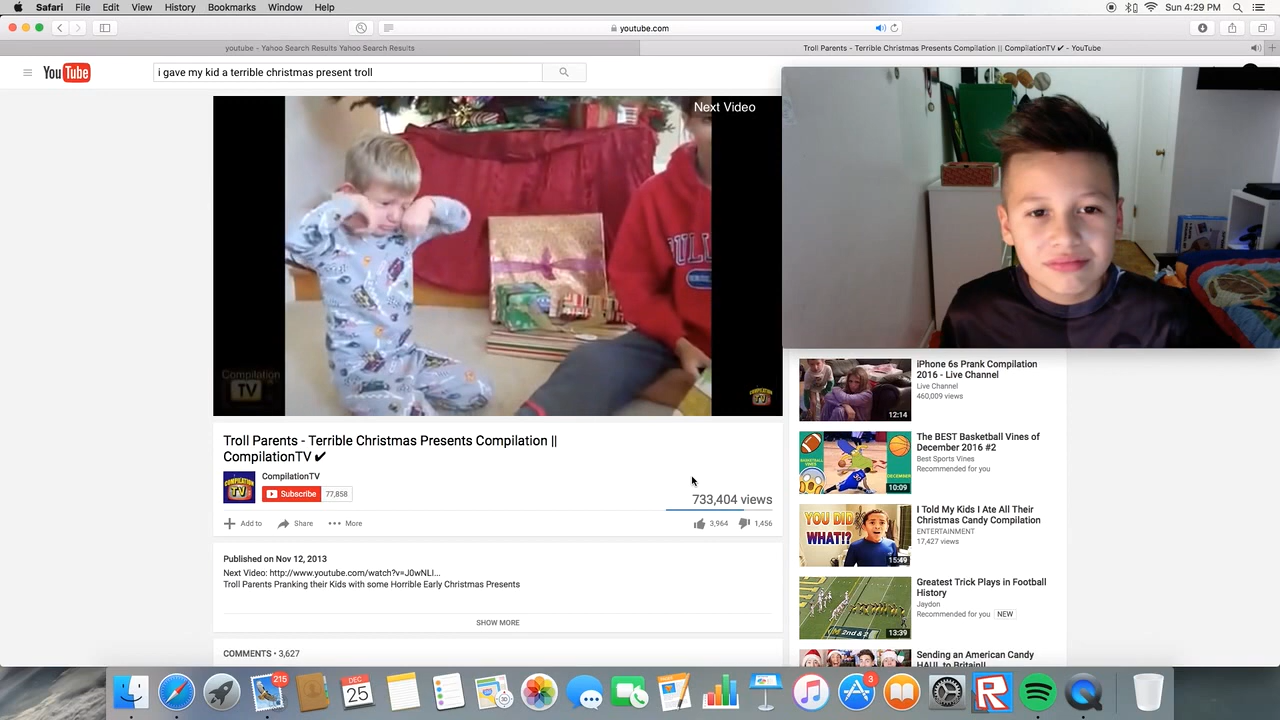 Safari File Edit View History Bookmarks Window Help
Sun 4:29 PM
youtube.com
youtube - Yahoo Search Results Yahoo Search Results
Troll Parents - Terrible Christmas Presents Compilation || CompilationTV ✔ - YouTube
YouTube
i gave my kid a terrible christmas present troll
Next Video
Compilation
TV
Troll Parents - Terrible Christmas Presents Compilation ||
CompilationTV ✔
CompilationTV
Subscribe 77,858
733,404 views
Add to Share More
3,964 1,456
Published on Nov 12, 2013
Next Video: http://www.youtube.com/watch?v=J0wNLI...
Troll Parents Pranking their Kids with some Horrible Early Christmas Presents
SHOW MORE
COMMENTS • 3,627
iPhone 6s Prank Compilation
2016 - Live Channel
Live Channel
460,009 views
12:14
The BEST Basketball Vines of
December 2016 #2
Best Sports Vines
Recommended for you
10:09
I Told My Kids I Ate All Their
Christmas Candy Compilation
ENTERTAINMENT
17,427 views
YOU DID
WHAT!?
15:49
Greatest Trick Plays in Football
History
Jaydon
Recommended for you NEW
2nd & 2
13:39
Sending an American Candy
HAUL to Britain!!
215
DEC
25
3